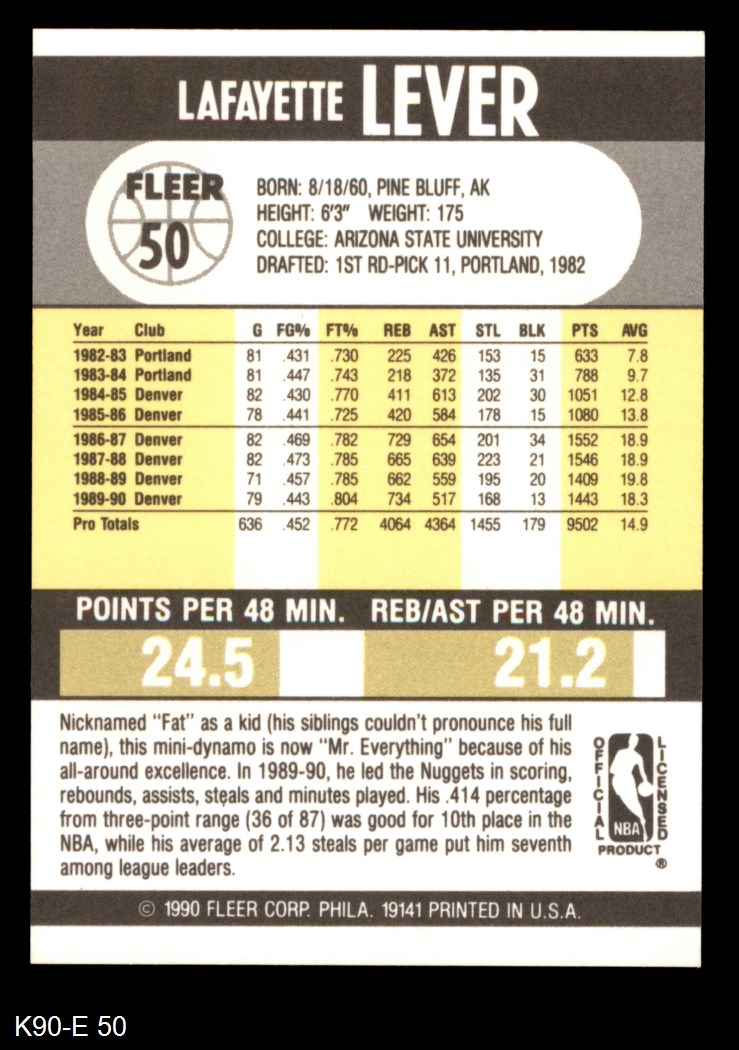 LAFAYETTE LEVER
FLEER
50
BORN: 8/18/60, PINE BLUFF, AK
HEIGHT: 6'3" WEIGHT: 175
COLLEGE: ARIZONA STATE UNIVERSITY
DRAFTED: 1ST RD-PICK 11, PORTLAND, 1982
Year Club G FG% FT% REB AST STL BLK PTS AVG
1982-83 Portland 81 .431 .730 225 426 153 15 633 7.8
1983-84 Portland 81 .447 .743 218 372 135 31 788 9.7
1984-85 Denver 82 .430 .770 411 613 202 30 1051 12.8
1985-86 Denver 78 .441 .725 420 584 178 15 1080 13.8
1986-87 Denver 82 .469 .782 729 654 201 34 1552 18.9
1987-88 Denver 82 .473 .785 665 639 223 21 1546 18.9
1988-89 Denver 71 .457 .785 662 559 195 20 1409 19.8
1989-90 Denver 79 .443 .804 734 517 168 13 1443 18.3
Pro Totals 636 .452 .772 4064 4364 1455 179 9502 14.9
POINTS PER 48 MIN. REB/AST PER 48 MIN.
24.5 21.2
Nicknamed "Fat" as a kid (his siblings couldn't pronounce his full
name), this mini-dynamo is now "Mr. Everything" because of his
all-around excellence. In 1989-90, he led the Nuggets in scoring,
rebounds, assists, steals and minutes played. His .414 percentage
from three-point range (36 of 87) was good for 10th place in the
NBA, while his average of 2.13 steals per game put him seventh
among league leaders.
OFFICIAL
LICENSED
NBA
PRODUCT
®
© 1990 FLEER CORP. PHILA. 19141 PRINTED IN U.S.A.
K90-E 50